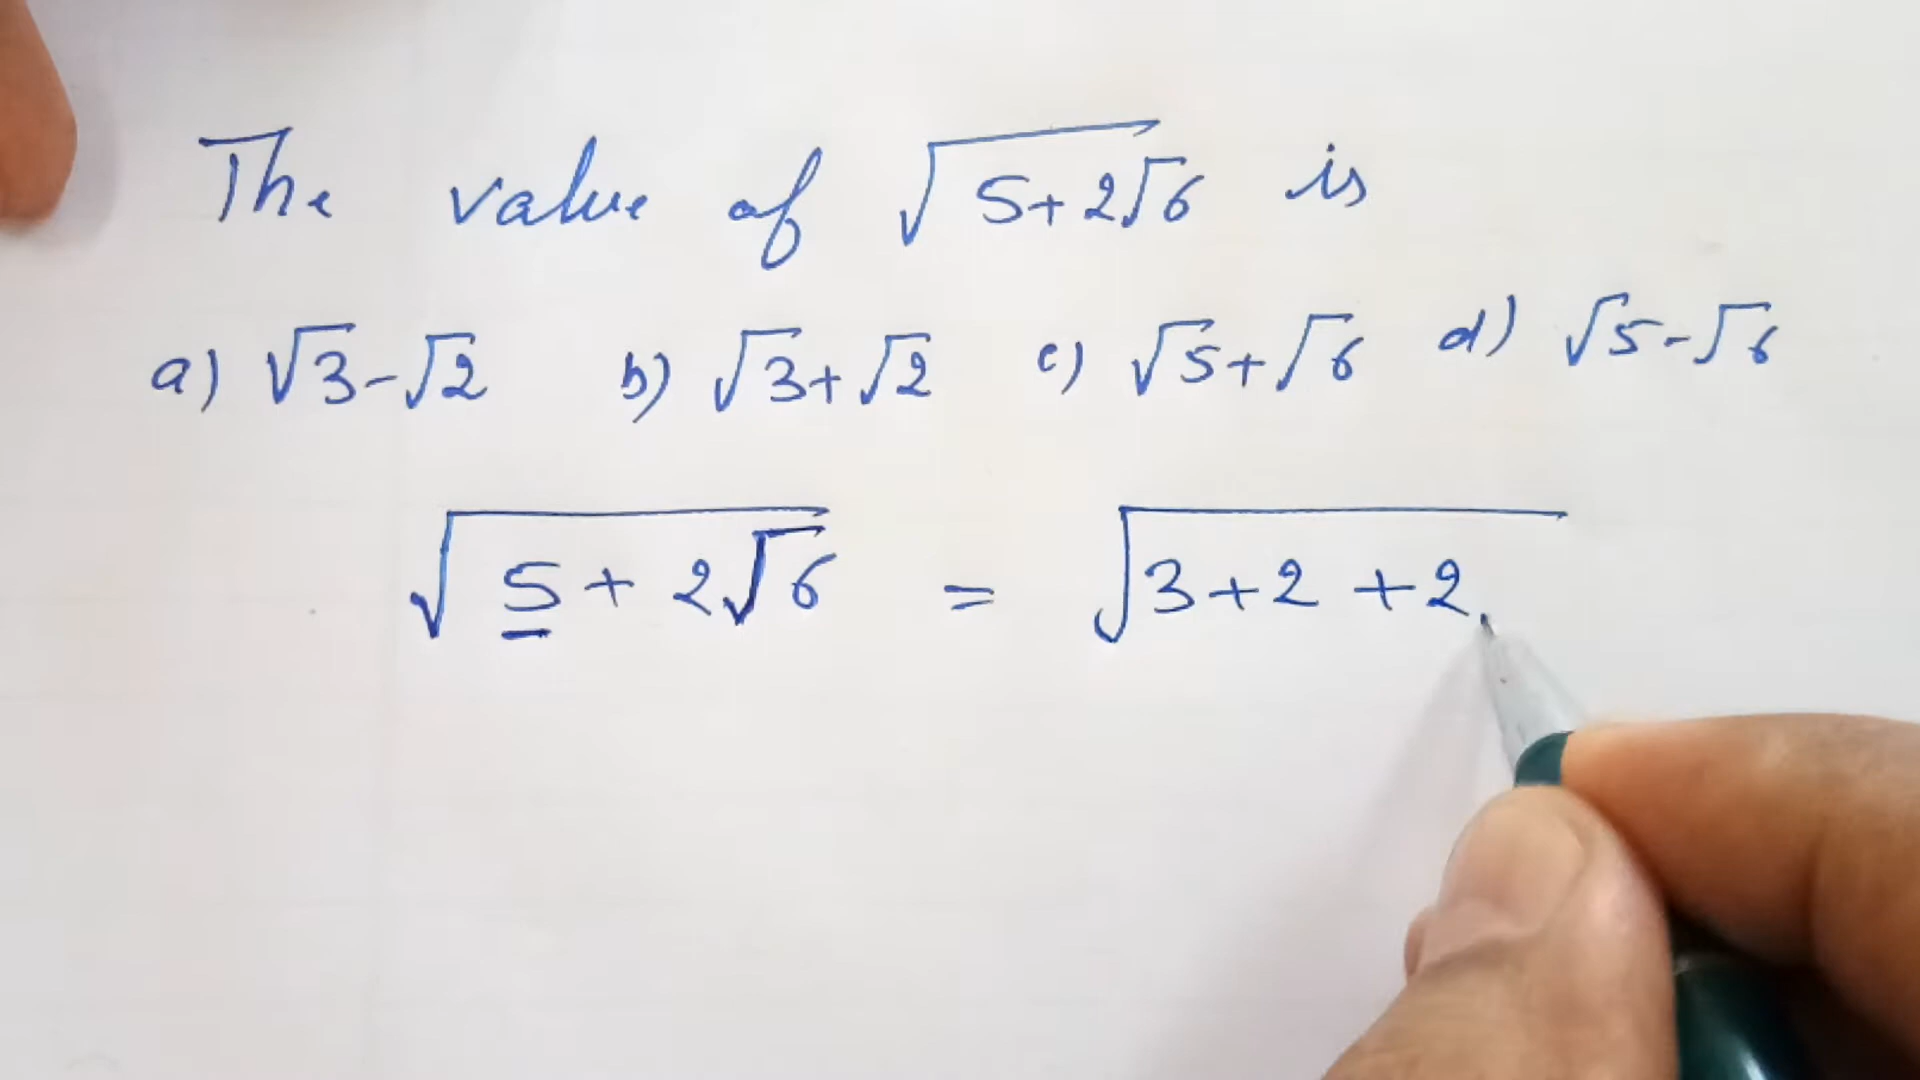 The value of √(5+2√6) is
a) √3-√2 b) √3+√2 c) √5+√6 d) √5-√6
√(5+2√6) = √(3+2+2.